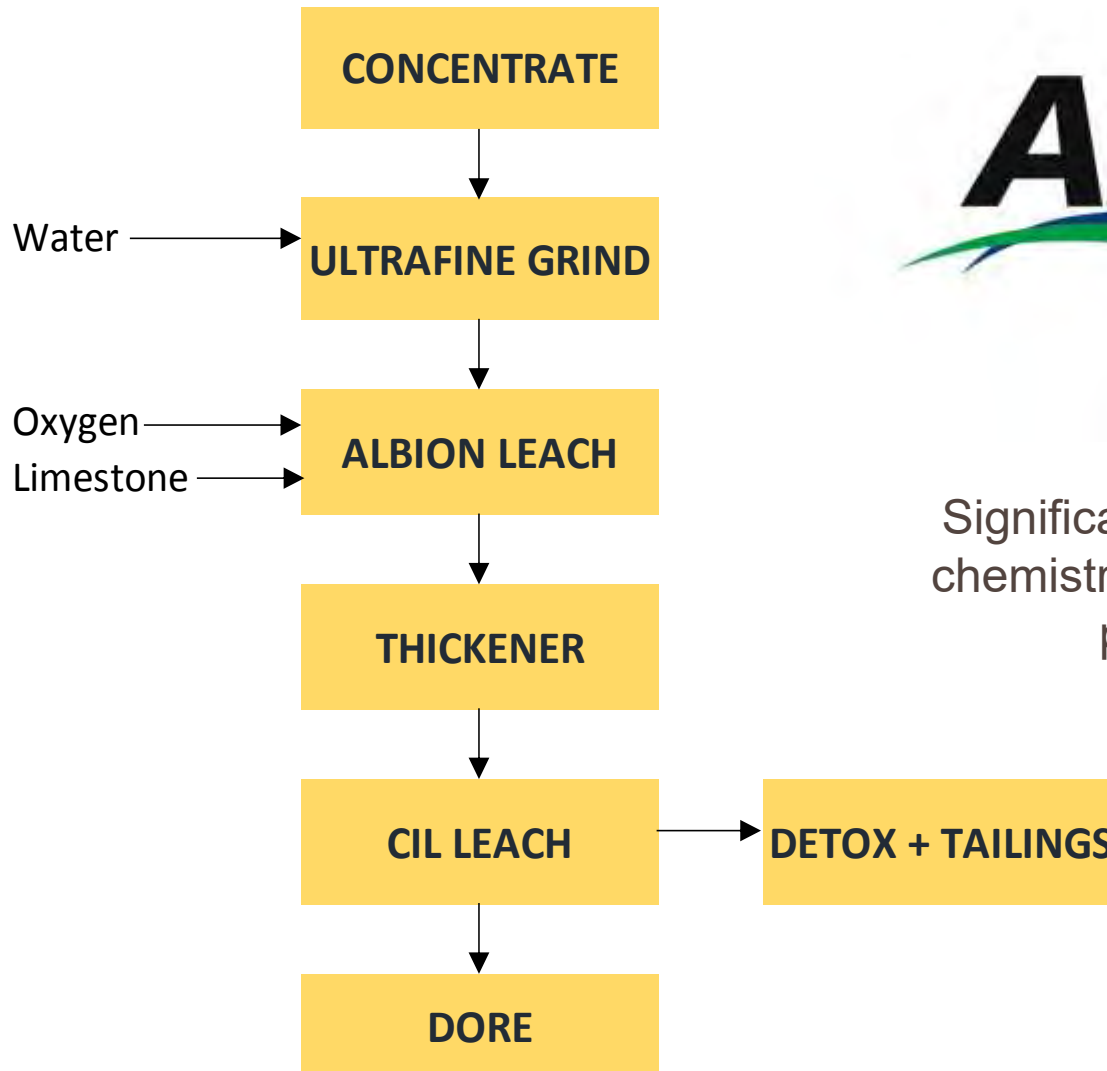 CONCENTRATE
Water
ULTRAFINE GRIND
Oxygen
Limestone
ALBION LEACH
THICKENER
CIL LEACH
DETOX + TAILINGS
DORE